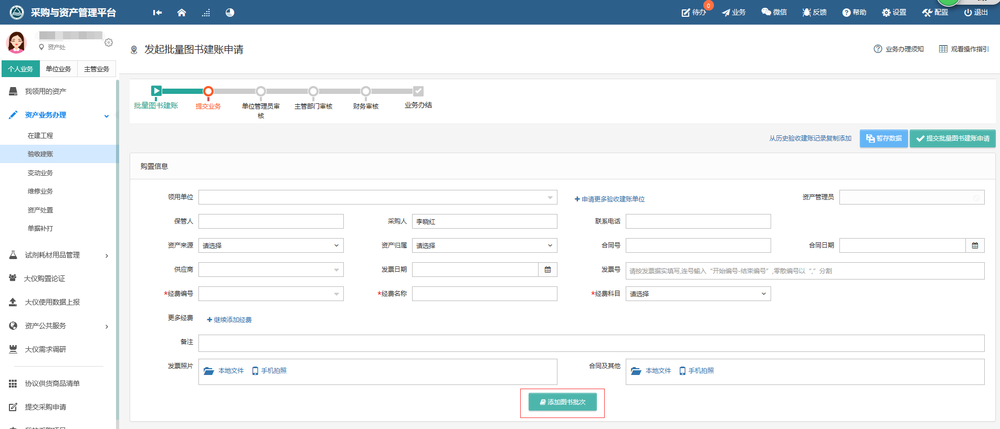 采购与资产管理平台
待办
0
业务
微信
反馈
帮助
设置
配置
退出
资产处
个人业务
单位业务
主管业务
我领用的资产
资产业务办理
在建工程
验收建账
变动业务
维修业务
资产处置
单据补打
试剂耗材用品管理
大仪购置论证
大仪使用数据上报
资产公共服务
大仪需求调研
协议供货商品清单
提交采购申请
发起批量图书建账申请
业务办理须知
观看操作指引
批量图书建账
提交业务
单位管理员审
核
主管部门审核
财务审核
业务办结
从历史验收建账记录复制添加
暂存数据
提交批量图书建账申请
购置信息
领用单位
申请更多验收建账单位
资产管理员
保管人
采购人
李晓红
联系电话
资产来源
请选择
资产归属
请选择
合同号
合同日期
供应商
发票日期
发票号
请按发票据实填写,连号输入“开始编号-结束编号”,零散编号以“,”分割
*经费编号
*经费名称
*经费科目
请选择
更多经费
继续添加经费
备注
发票照片
本地文件
手机拍照
合同及其他
本地文件
手机拍照
添加图书批次